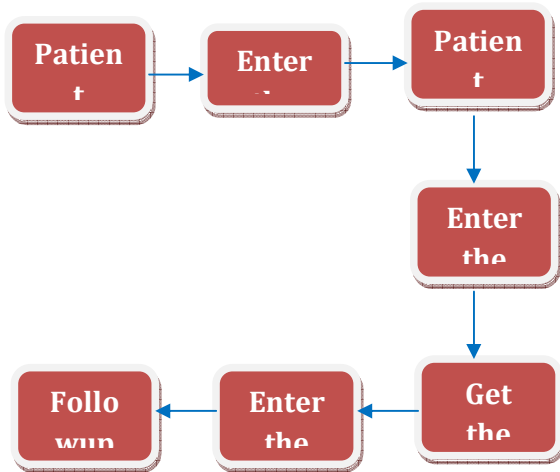 Patien
t
Enter
Patien
t
Enter
the
Get
the
Enter
the
Follo
wup